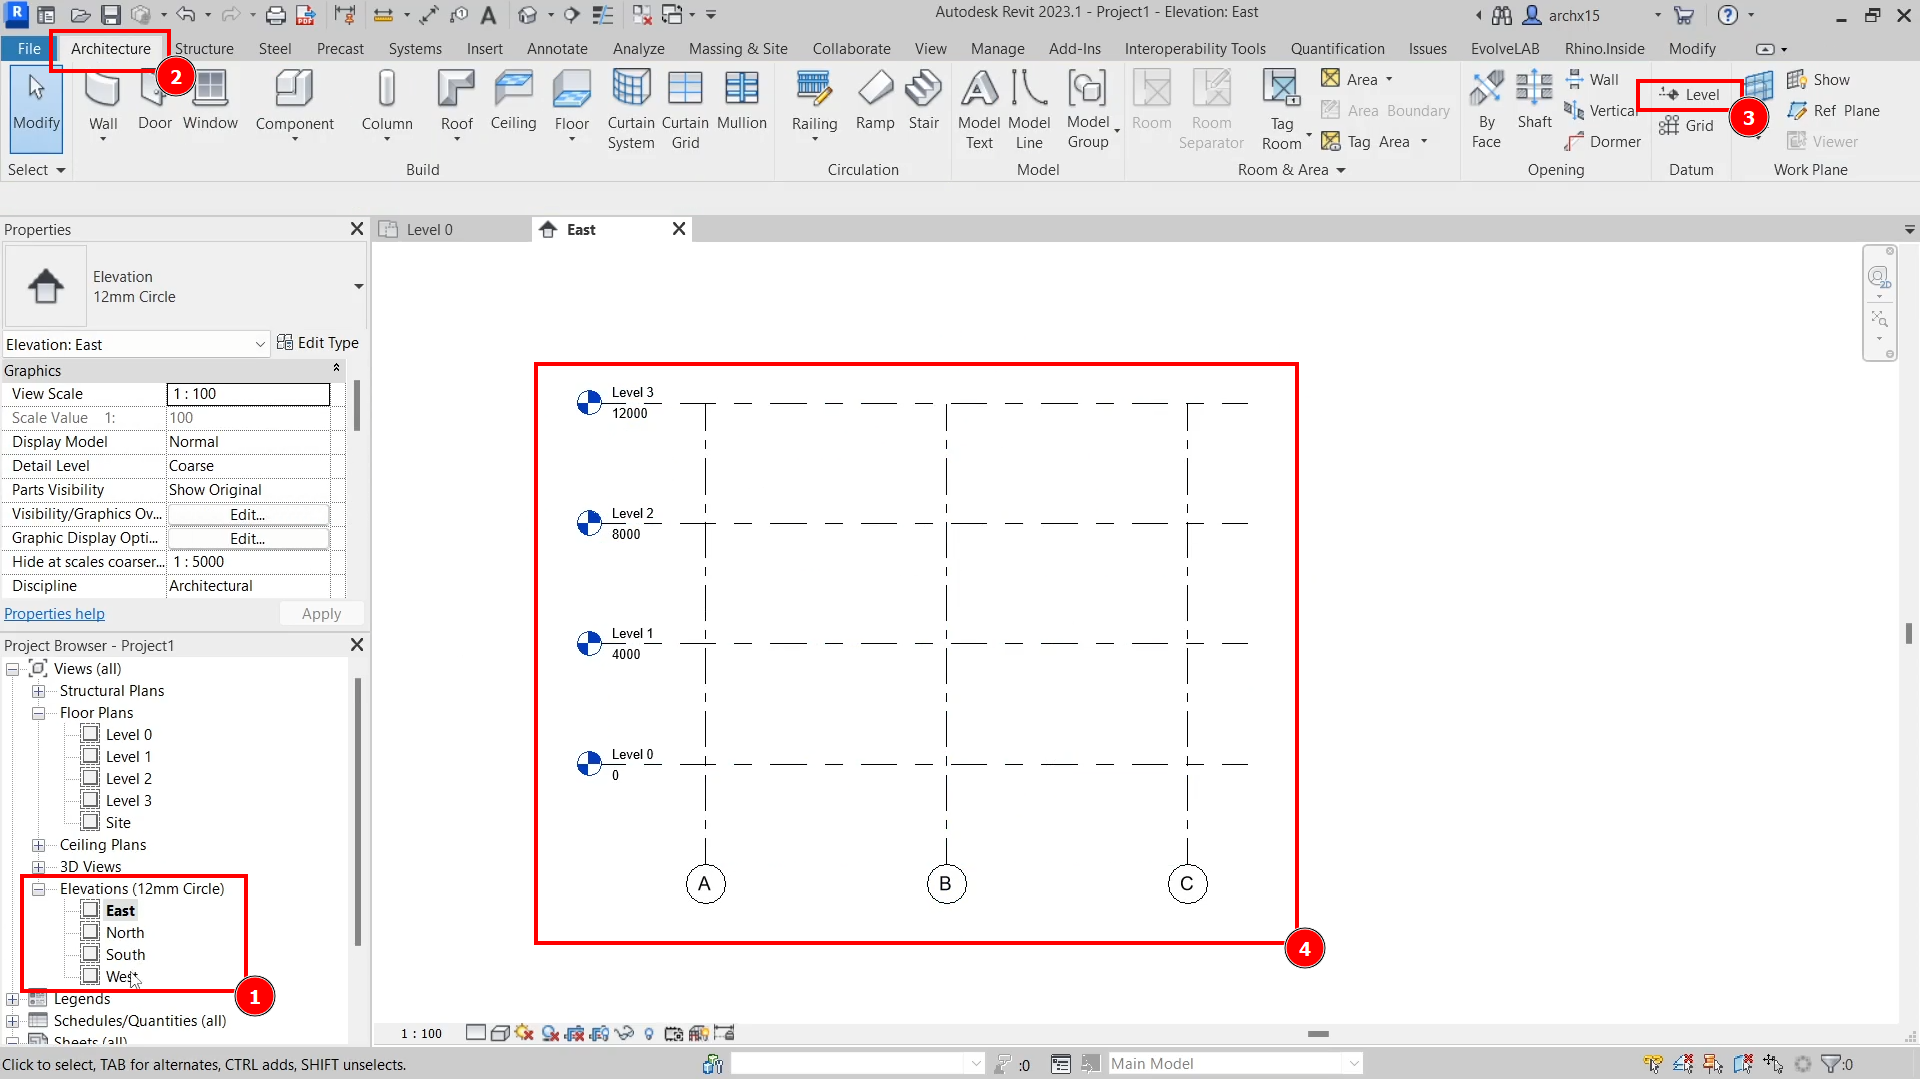 Autodesk Revit 2023.1 - Project1 - Elevation: East
archx15
File Architecture Structure Steel Precast Systems Insert Annotate Analyze Massing & Site Collaborate View Manage Add-Ins Interoperability Tools Quantification Issues EvolveLAB Rhino.Inside Modify
2
Modify
Wall
Door
Window
Component
Column
Roof
Ceiling
Floor
Curtain
System
Curtain
Grid
Mullion
Railing
Ramp
Stair
Model
Text
Model
Line
Model
Group
Room
Room
Separator
Tag
Room
Area
Area Boundary
Tag Area
By
Face
Shaft
Wall
Vertical
Dormer
Level
Grid
3
Show
Ref Plane
Viewer
Select
Build
Circulation
Model
Room & Area
Opening
Datum
Work Plane
Properties
Elevation
12mm Circle
Elevation: East
Edit Type
Graphics
View Scale 1 : 100
Scale Value 1: 100
Display Model Normal
Detail Level Coarse
Parts Visibility Show Original
Visibility/Graphics Ov... Edit...
Graphic Display Opti... Edit...
Hide at scales coarser... 1 : 5000
Discipline Architectural
Properties help
Apply
Project Browser - Project1
Views (all)
Structural Plans
Floor Plans
Level 0
Level 1
Level 2
Level 3
Site
Ceiling Plans
3D Views
Elevations (12mm Circle)
East
North
South
West
1
Legends
Schedules/Quantities (all)
Sheets (all)
Level 0
East
2D
Level 3
12000
Level 2
8000
Level 1
4000
Level 0
0
A
B
C
4
1 : 100
Click to select, TAB for alternates, CTRL adds, SHIFT unselects.
:0
Main Model
:0